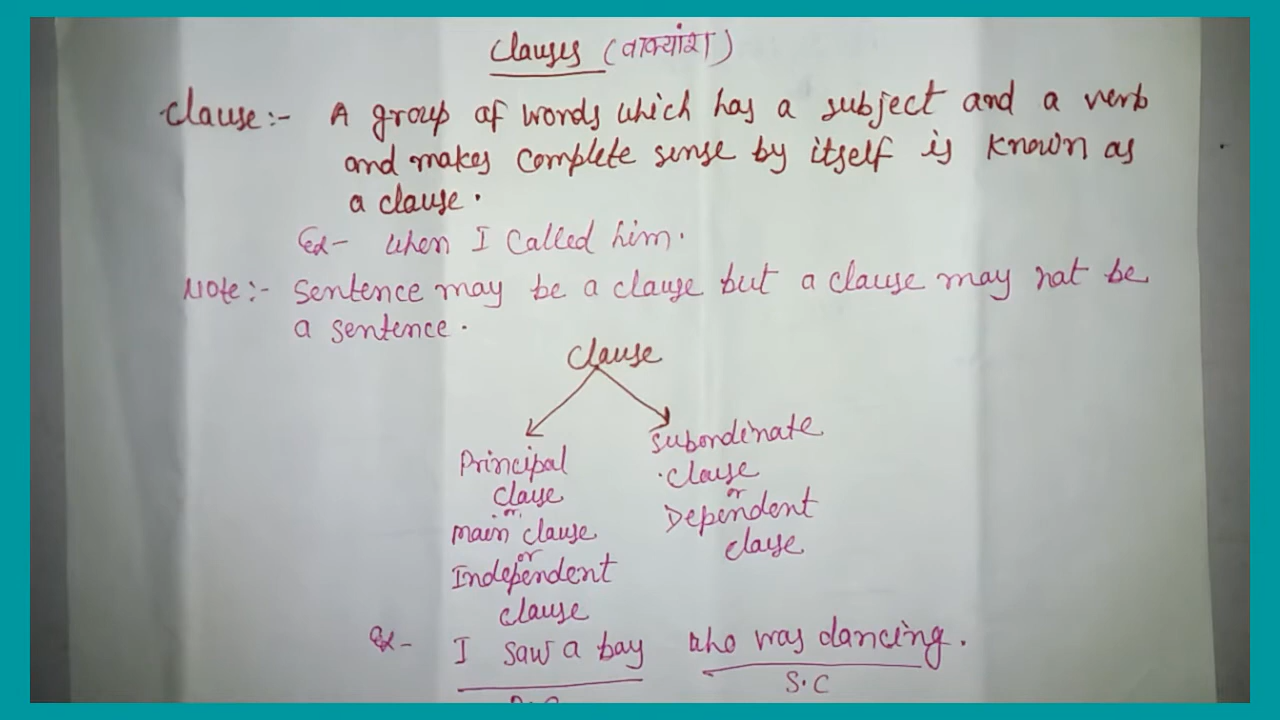 Clauses (वाक्यांश)
Clause:- A group of words which has a subject and a verb
and makes complete sense by itself is known as
a clause.
Ex- when I called him.
Note:- Sentence may be a clause but a clause may not be
a sentence.
Clause
Principal clause or main clause or Independent clause
Subordinate clause or Dependent clause
Ex- I saw a boy who was dancing.
S.C